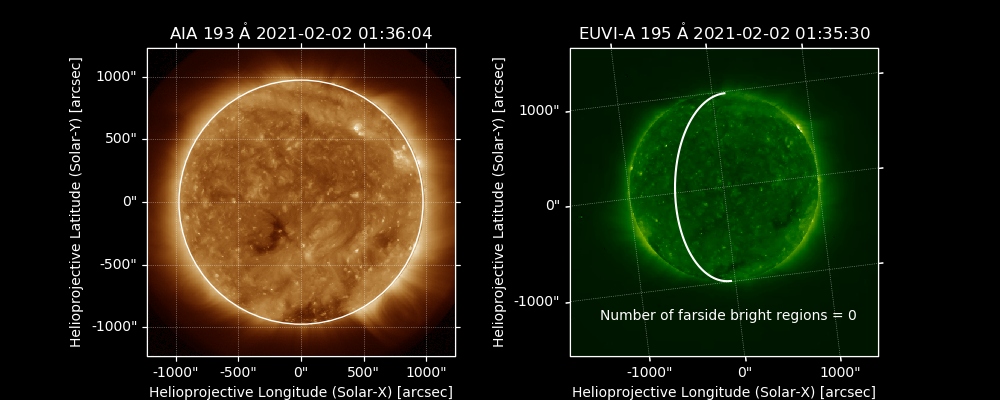 AIA 193 Å 2021-02-02 01:36:04
Helioprojective Latitude (Solar-Y) [arcsec]
1000"
500"
0"
-500"
-1000"
-1000"
-500"
0"
500"
1000"
Helioprojective Longitude (Solar-X) [arcsec]
EUVI-A 195 Å 2021-02-02 01:35:30
Helioprojective Latitude (Solar-Y) [arcsec]
1000"
0"
-1000"
Number of farside bright regions = 0
-1000"
0"
1000"
Helioprojective Longitude (Solar-X) [arcsec]